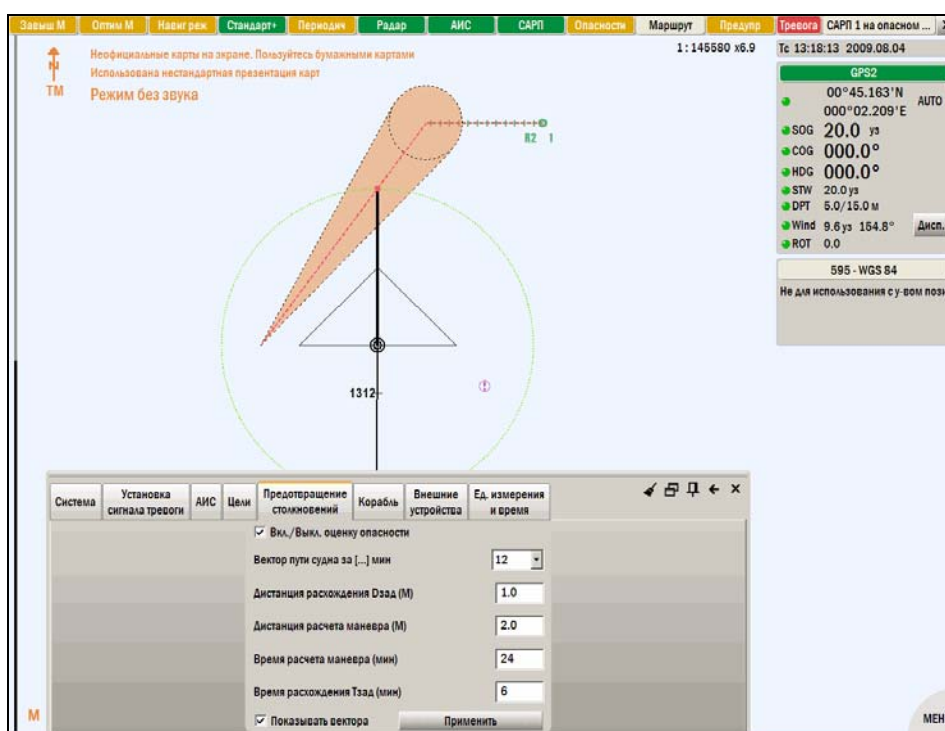 Завыш М Оптим М Навиг реж Стандарт+ Периодич Радар АИС САРП Опасности Маршрут Предупр Тревога САРП 1 на опасном ...
Неофициальные карты на экране. Пользуйтесь бумажными картами
Использована нестандартная презентация карт
Режим без звука
N
TM
1:145580 x6.9
R2 1
1312
Тс 13:18:13 2009.08.04
GPS2
00°45.163'N
000°02.209'E
AUTO
SOG 20.0 уз
COG 000.0°
HDG 000.0°
STW 20.0 уз
DPT 5.0/15.0 м
Wind 9.6 уз 154.8° Дисп.
ROT 0.0
595 - WGS 84
Не для использования с у-вом
Система
Установка
сигнала тревоги
АИС
Цели
Предотвращение
столкновений
Корабль
Внешние
устройства
Ед. измерения
и время
Вкл./Выкл. оценку опасности
Вектор пути судна за [...] мин 12
Дистанция расхождения Dзад (М) 1.0
Дистанция расчета маневра (М) 2.0
Время расчета маневра (мин) 24
Время расхождения Тзад (мин) 6
Показывать вектора Применить
М
МЕН